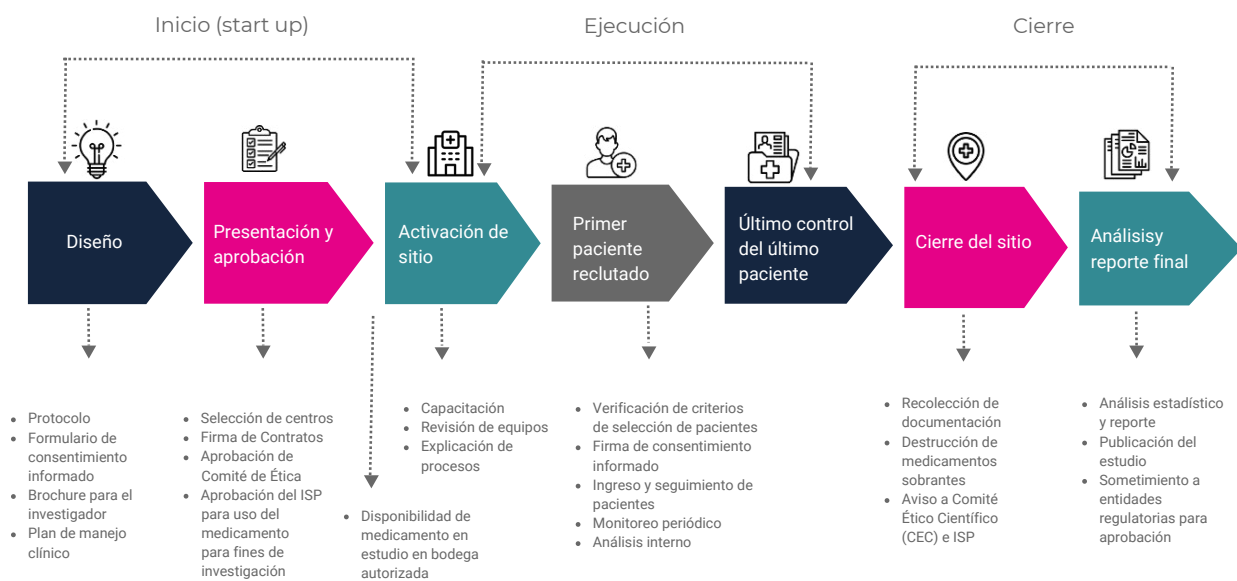 Inicio (start up)
Ejecución
Cierre
Diseño
Presentación y
aprobación
Activación de
sitio
Primer
paciente
reclutado
Último control
del último
paciente
Cierre del sitio
Análisisy
reporte final
• Protocolo
• Formulario de
consentimiento
informado
• Brochure para el
investigador
• Plan de manejo
clínico
• Selección de centros
• Firma de Contratos
• Aprobación de
Comité de Ética
• Aprobación del ISP
para uso del
medicamento
para fines de
investigación
• Disponibilidad de
medicamento en
estudio en bodega
autorizada
• Capacitación
• Revisión de equipos
• Explicación de
procesos
• Verificación de criterios
de selección de pacientes
• Firma de consentimiento
informado
• Ingreso y seguimiento de
pacientes
• Monitoreo periódico
• Análisis interno
• Recolección de
documentación
• Destrucción de
medicamentos
sobrantes
• Aviso a Comité
Ético Científico
(CEC) e ISP
• Análisis estadístico
y reporte
• Publicación del
estudio
• Sometimiento a
entidades
regulatorias para
aprobación